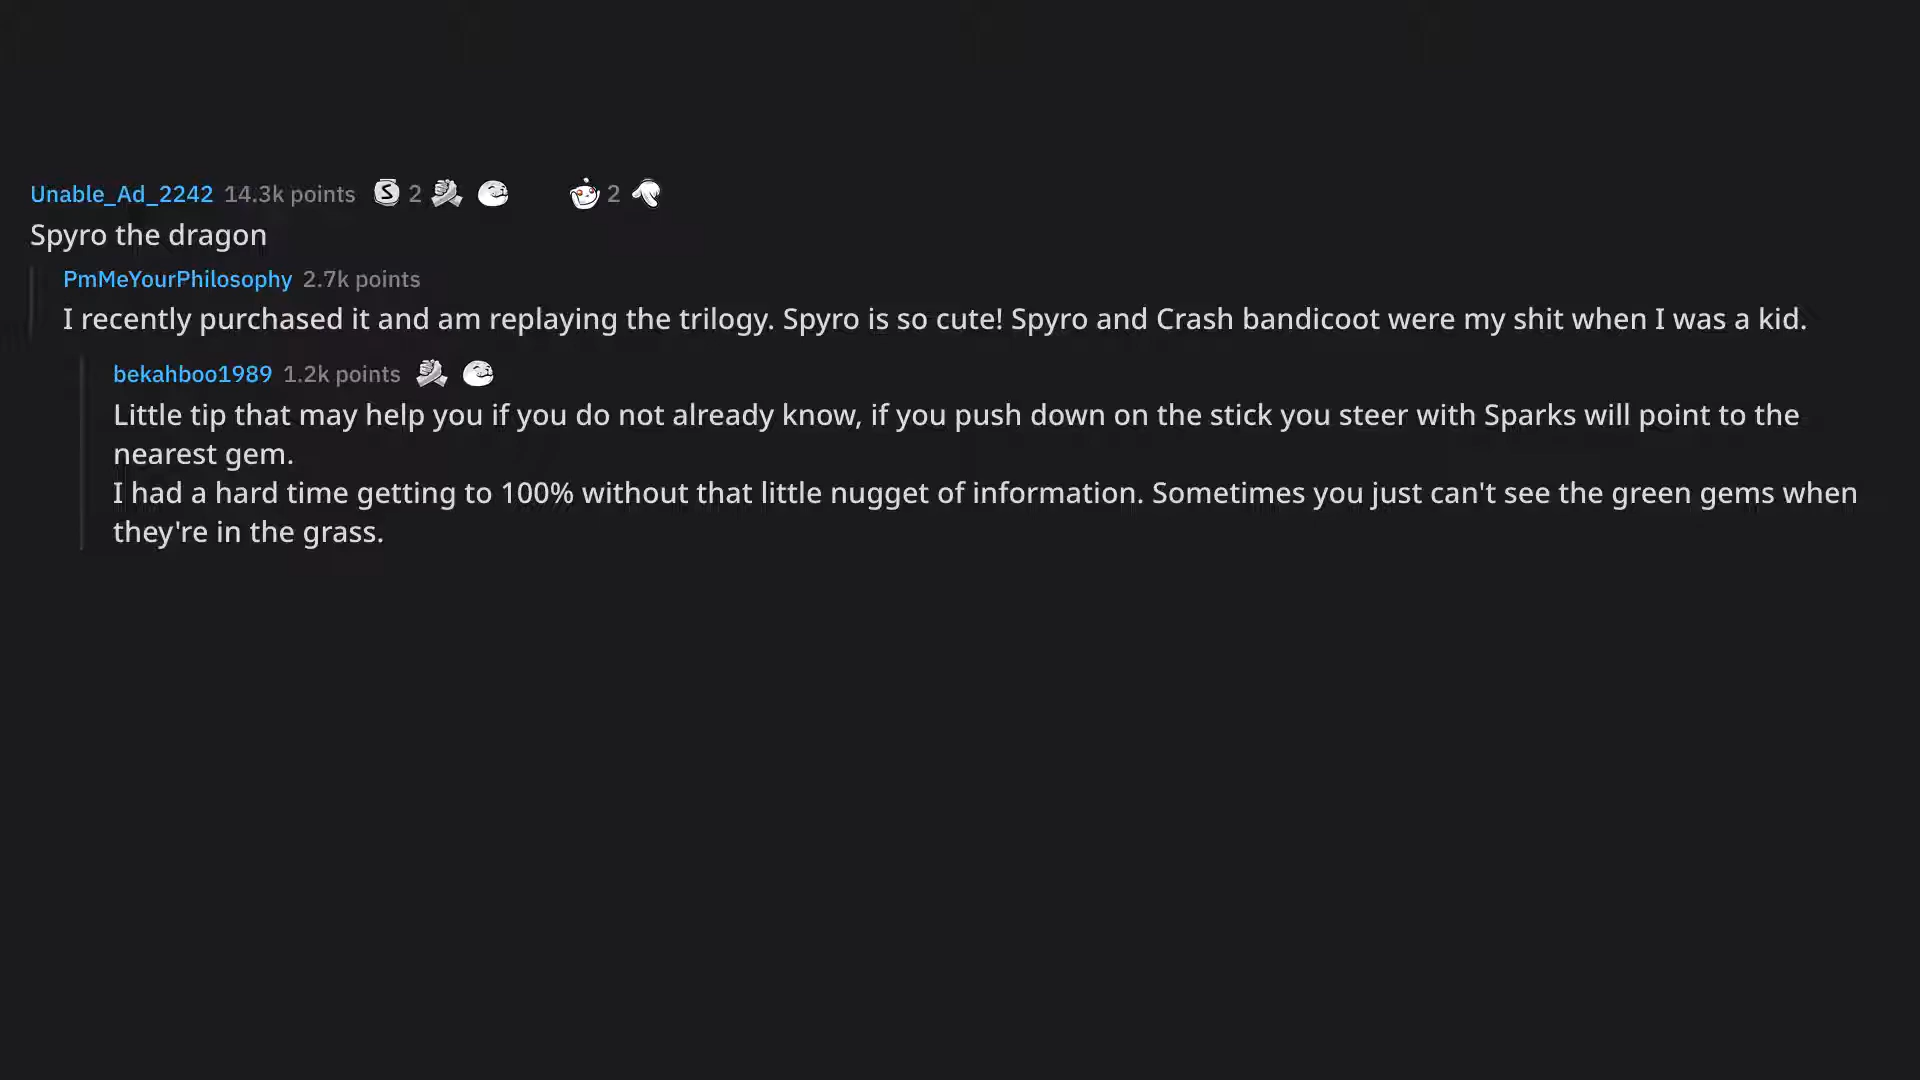 Unable_Ad_2242 14.3k points 2 2
Spyro the dragon
PmMeYourPhilosophy 2.7k points
I recently purchased it and am replaying the trilogy. Spyro is so cute! Spyro and Crash bandicoot were my shit when I was a kid.
bekahboo1989 1.2k points
Little tip that may help you if you do not already know, if you push down on the stick you steer with Sparks will point to the
nearest gem.
I had a hard time getting to 100% without that little nugget of information. Sometimes you just can't see the green gems when
they're in the grass.